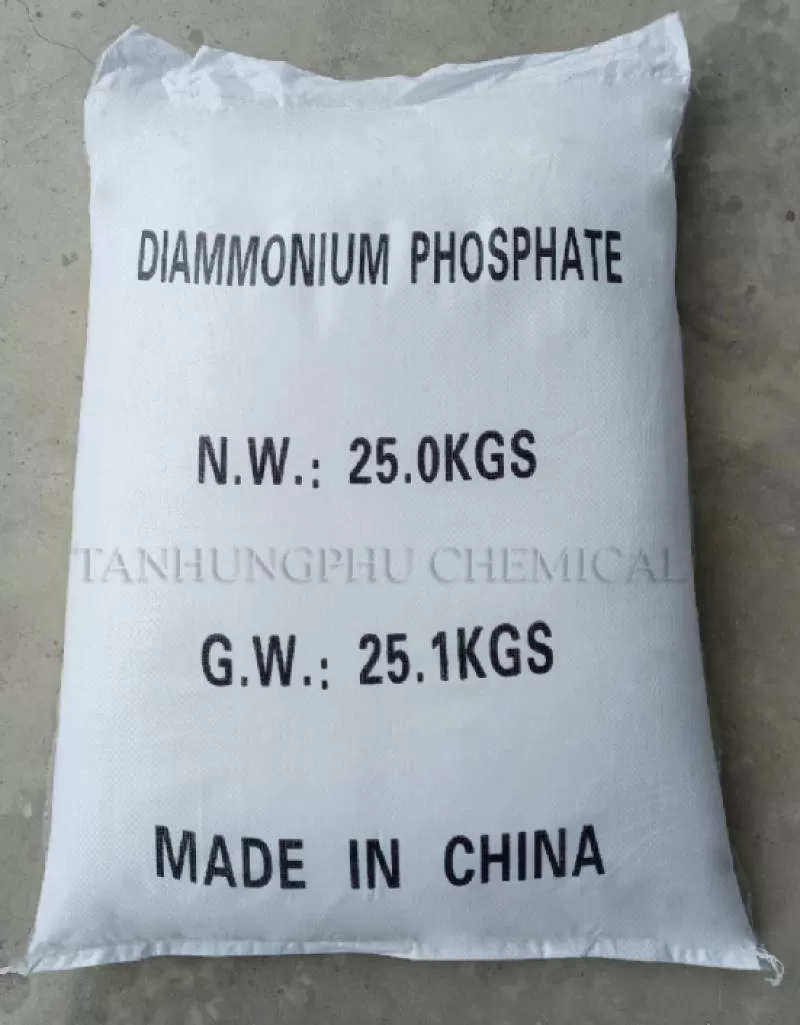 DIAMMONIUM PHOSPHATE
N.W.: 25.0KGS
TANHUNGPHU CHEMICAL
G.W.: 25.1KGS
MADE IN CHINA